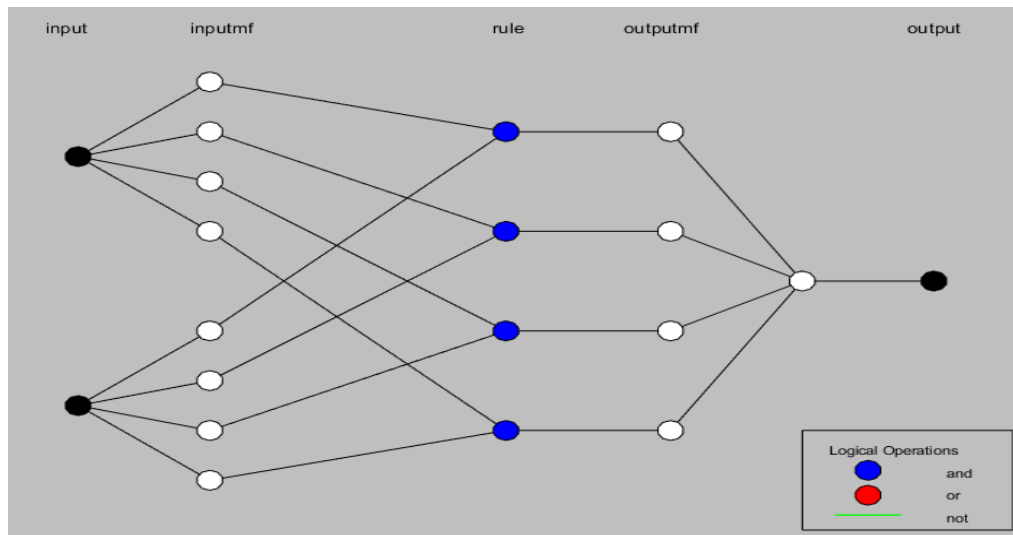 input inputmf rule outputmf output
Logical Operations
and
or
not